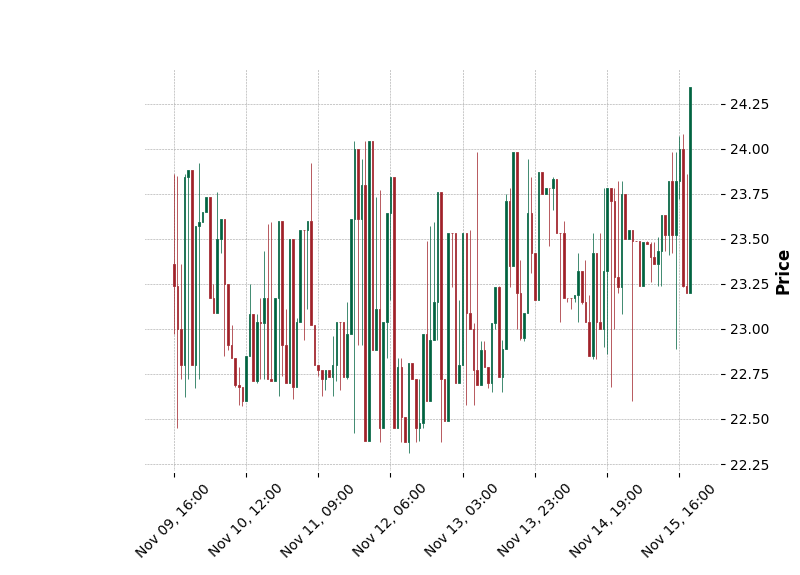 24.25
24.00
23.75
23.50
23.25
23.00
22.75
22.50
22.25
Price
Nov 09, 16:00
Nov 10, 12:00
Nov 11, 09:00
Nov 12, 06:00
Nov 13, 03:00
Nov 13, 23:00
Nov 14, 19:00
Nov 15, 16:00